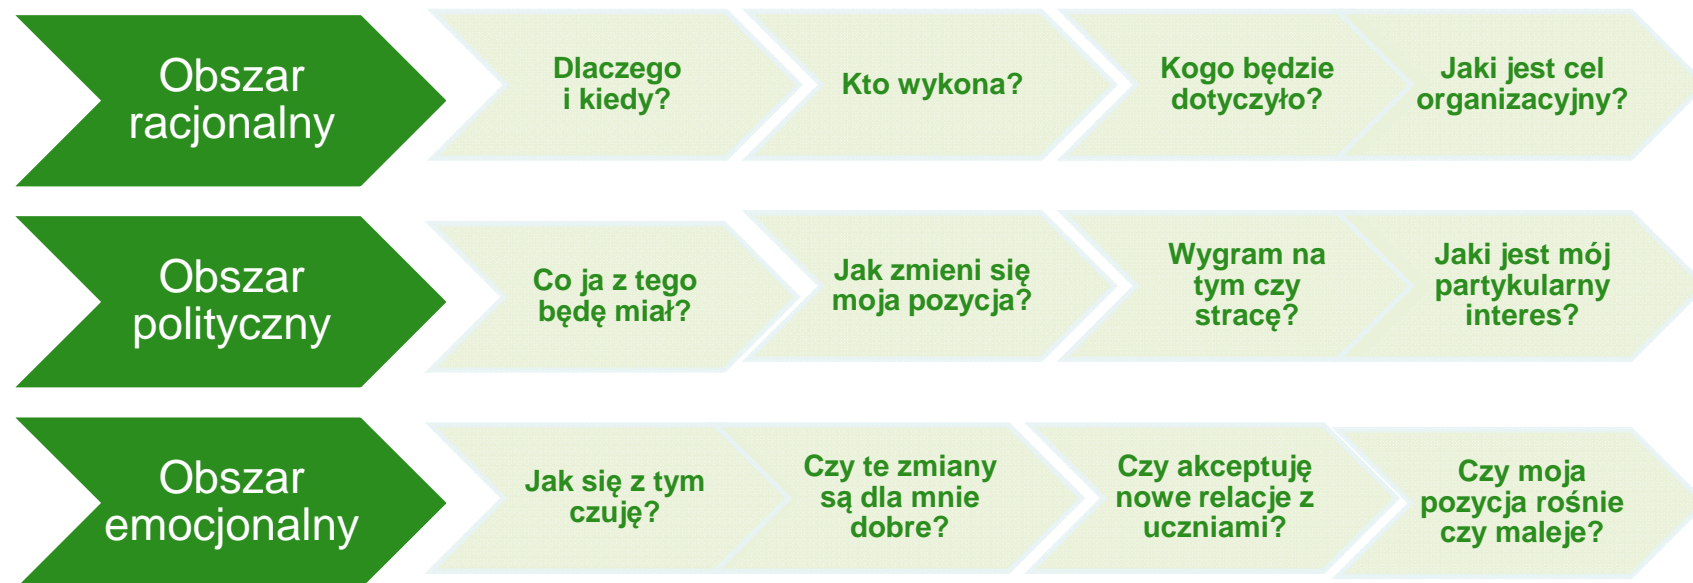 Obszar
racjonalny
Dlaczego
i kiedy?
Kto wykona?
Kogo będzie
dotyczyło?
Jaki jest cel
organizacyjny?
Obszar
polityczny
Co ja z tego
będę miał?
Jak zmieni się
moja pozycja?
Wygram na
tym czy
stracę?
Jaki jest mój
partykularny
interes?
Obszar
emocjonalny
Jak się z tym
czuję?
Czy te zmiany
są dla mnie
dobre?
Czy akceptuję
nowe relacje z
uczniami?
Czy moja
pozycja rośnie
czy maleje?